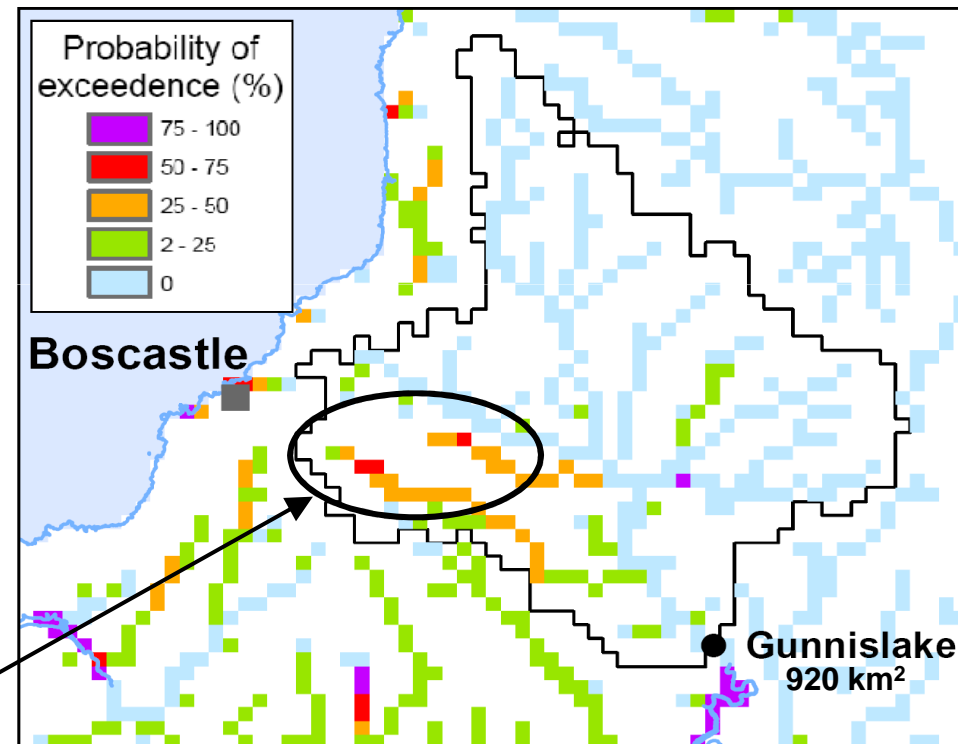 Probability of
exceedence (%)
75 - 100
50 - 75
25 - 50
2 - 25
0
Boscastle
Gunnislake
920 km²